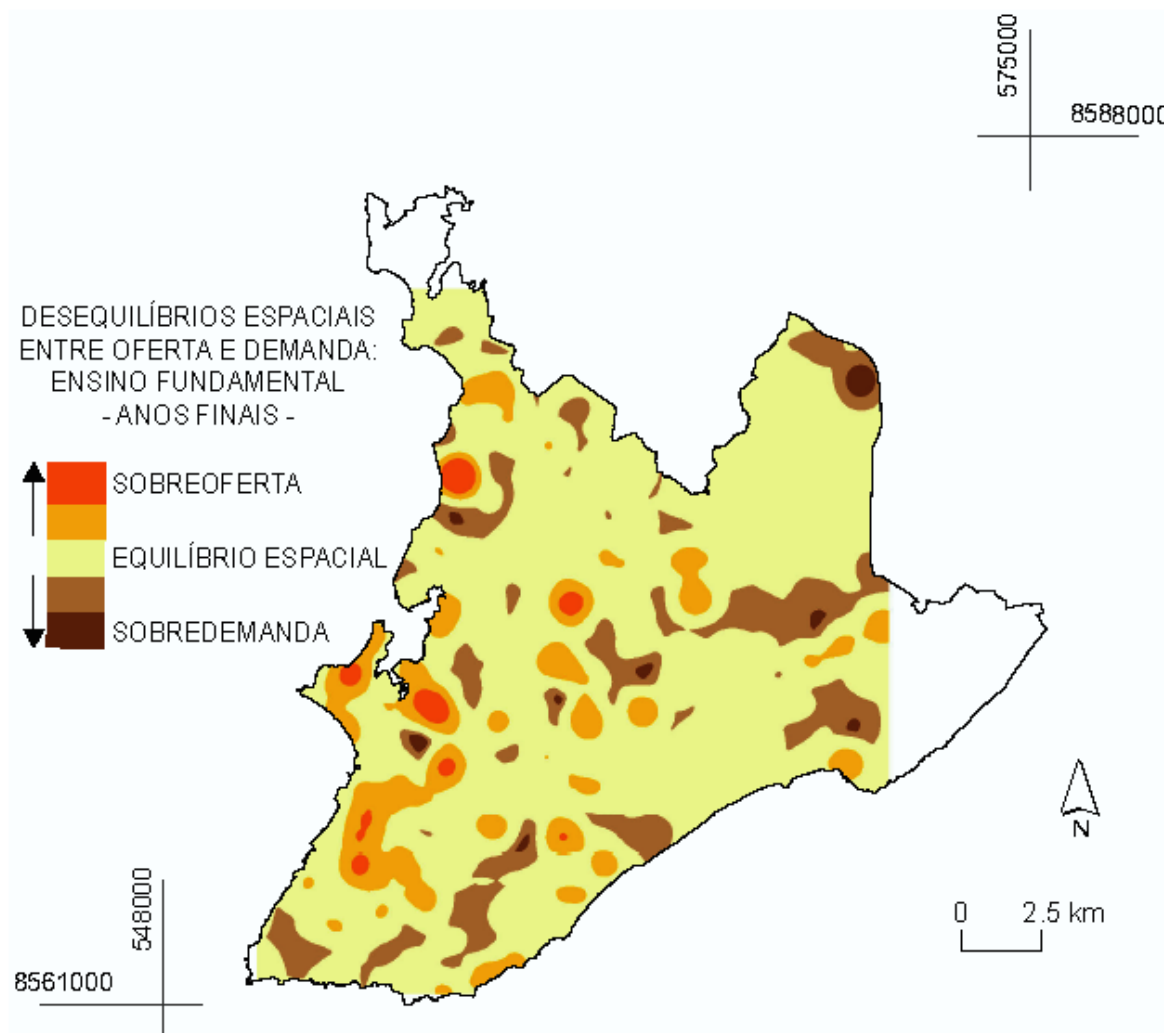 575000
8588000
DESEQUILÍBRIOS ESPACIAIS
ENTRE OFERTA E DEMANDA:
ENSINO FUNDAMENTAL
- ANOS FINAIS -
SOBREOFERTA
EQUILÍBRIO ESPACIAL
SOBREDEMANDA
N
0 2.5 km
548000
8561000